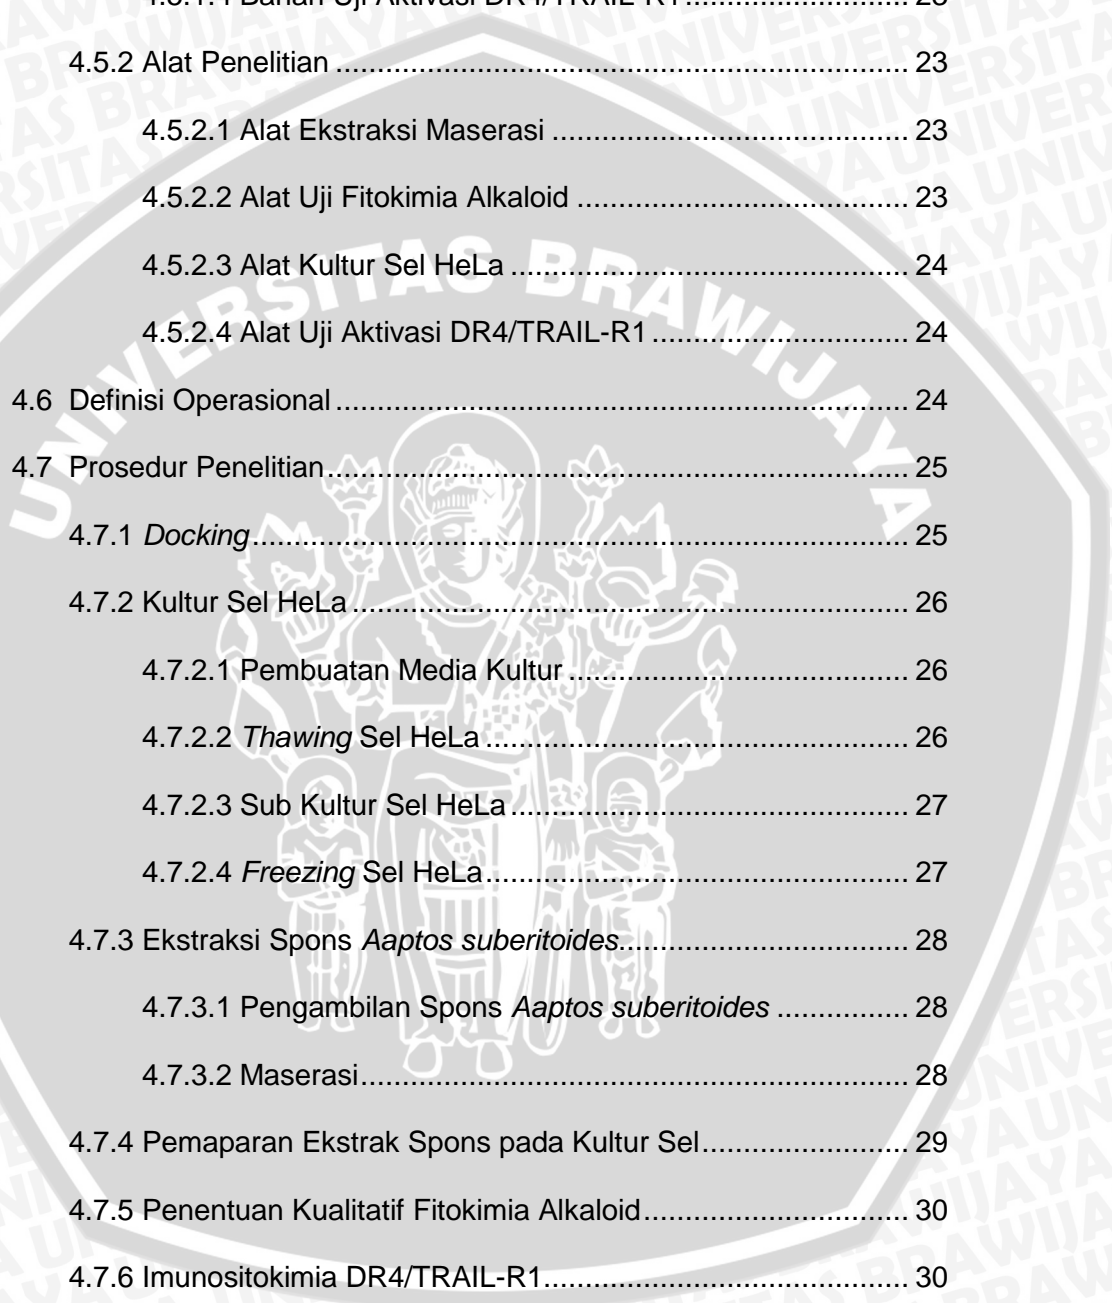 4.5.2 Alat Penelitian ........................................................ 23
4.5.2.1 Alat Ekstraksi Maserasi .................................... 23
4.5.2.2 Alat Uji Fitokimia Alkaloid ................................. 23
4.5.2.3 Alat Kultur Sel HeLa ......................................... 24
4.5.2.4 Alat Uji Aktivasi DR4/TRAIL-R1 ........................ 24
4.6 Definisi Operasional .......................................................... 24
4.7 Prosedur Penelitian ........................................................... 25
4.7.1 Docking .................................................................. 25
4.7.2 Kultur Sel HeLa ...................................................... 26
4.7.2.1 Pembuatan Media Kultur .................................. 26
4.7.2.2 Thawing Sel HeLa ............................................ 26
4.7.2.3 Sub Kultur Sel HeLa ......................................... 27
4.7.2.4 Freezing Sel HeLa ............................................ 27
4.7.3 Ekstraksi Spons Aaptos suberitoides ............................. 28
4.7.3.1 Pengambilan Spons Aaptos suberitoides ................ 28
4.7.3.2 Maserasi ........................................................ 28
4.7.4 Pemaparan Ekstrak Spons pada Kultur Sel ..................... 29
4.7.5 Penentuan Kualitatif Fitokimia Alkaloid ........................... 30
4.7.6 Imunositokimia DR4/TRAIL-R1 ..................................... 30
UNIVERSITAS BRAWIJAYA